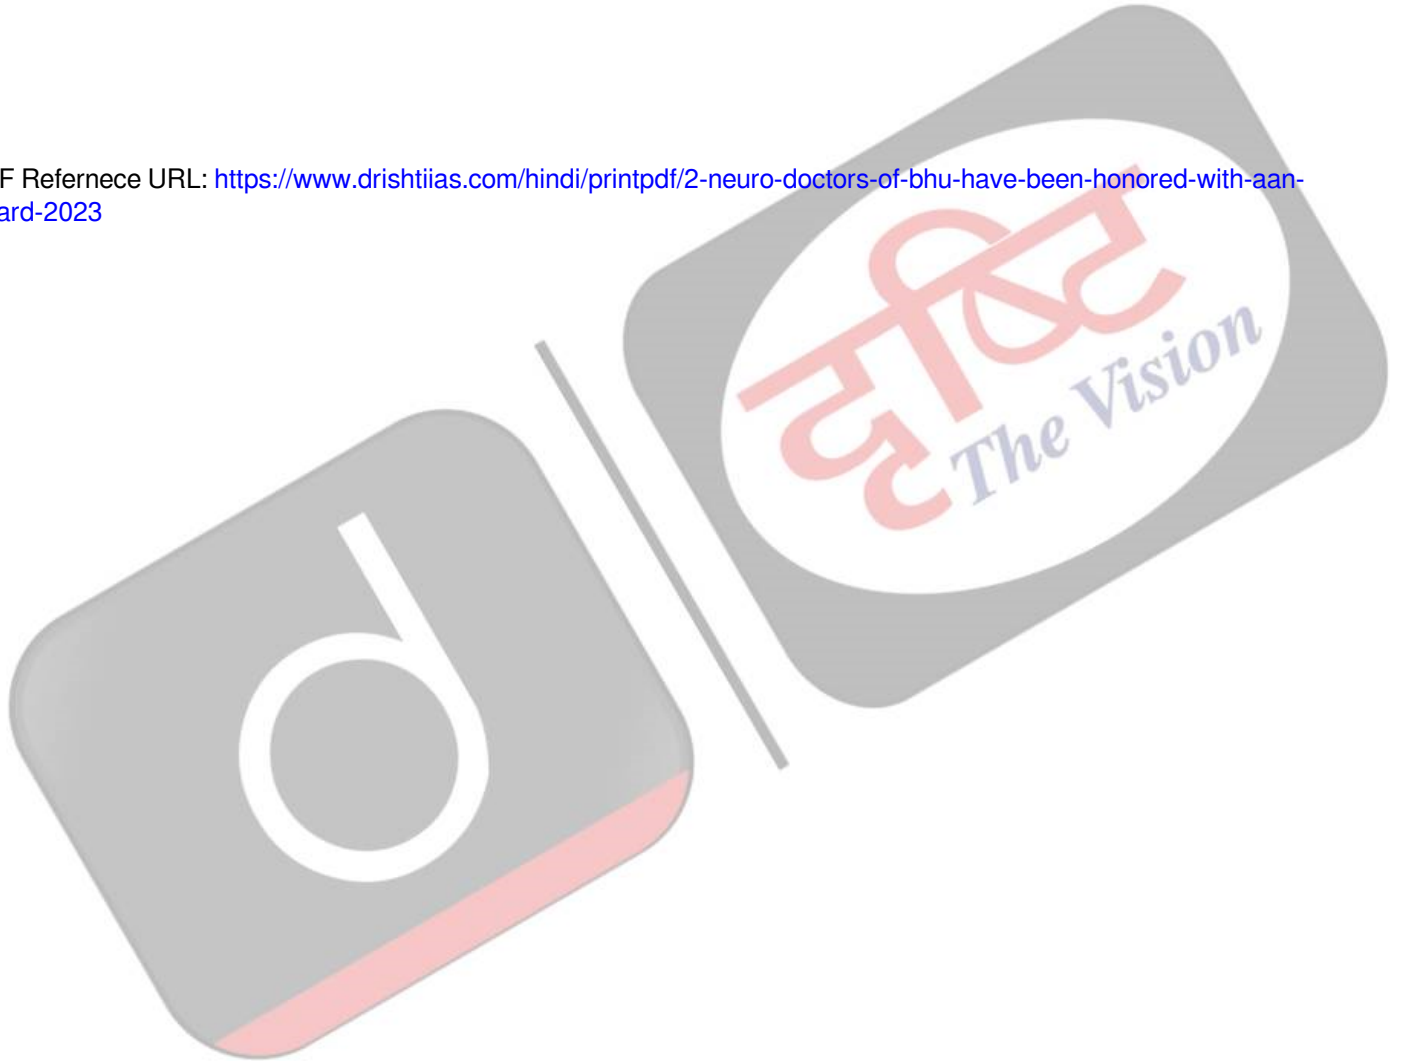 F Refernece URL: https://www.drishtiias.com/hindi/printpdf/2-neuro-doctors-of-bhu-have-been-honored-with-aan-
ard-2023
दृष्टि
The Vision
d